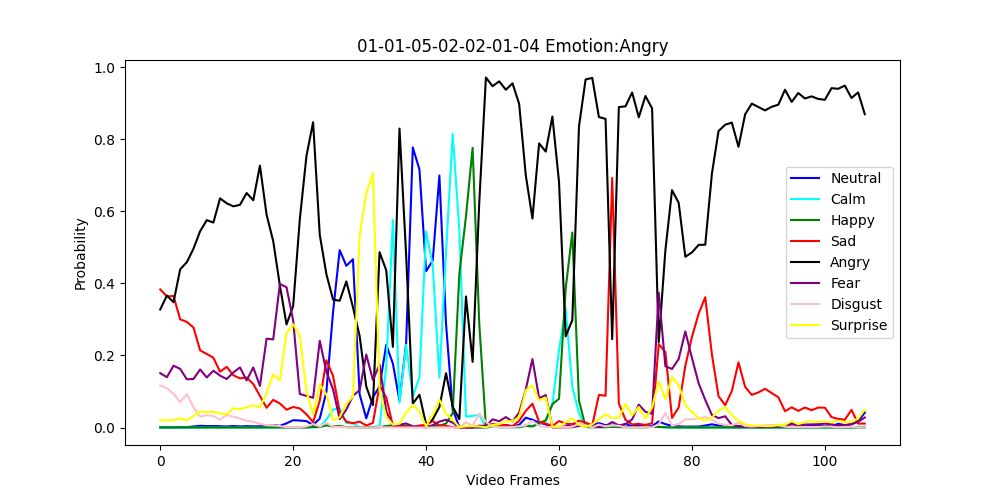 01-01-05-02-02-01-04 Emotion:Angry
1.0
0.8
0.6
0.4
0.2
0.0
Probability
0 20 40 60 80 100
Video Frames
Neutral
Calm
Happy
Sad
Angry
Fear
Disgust
Surprise